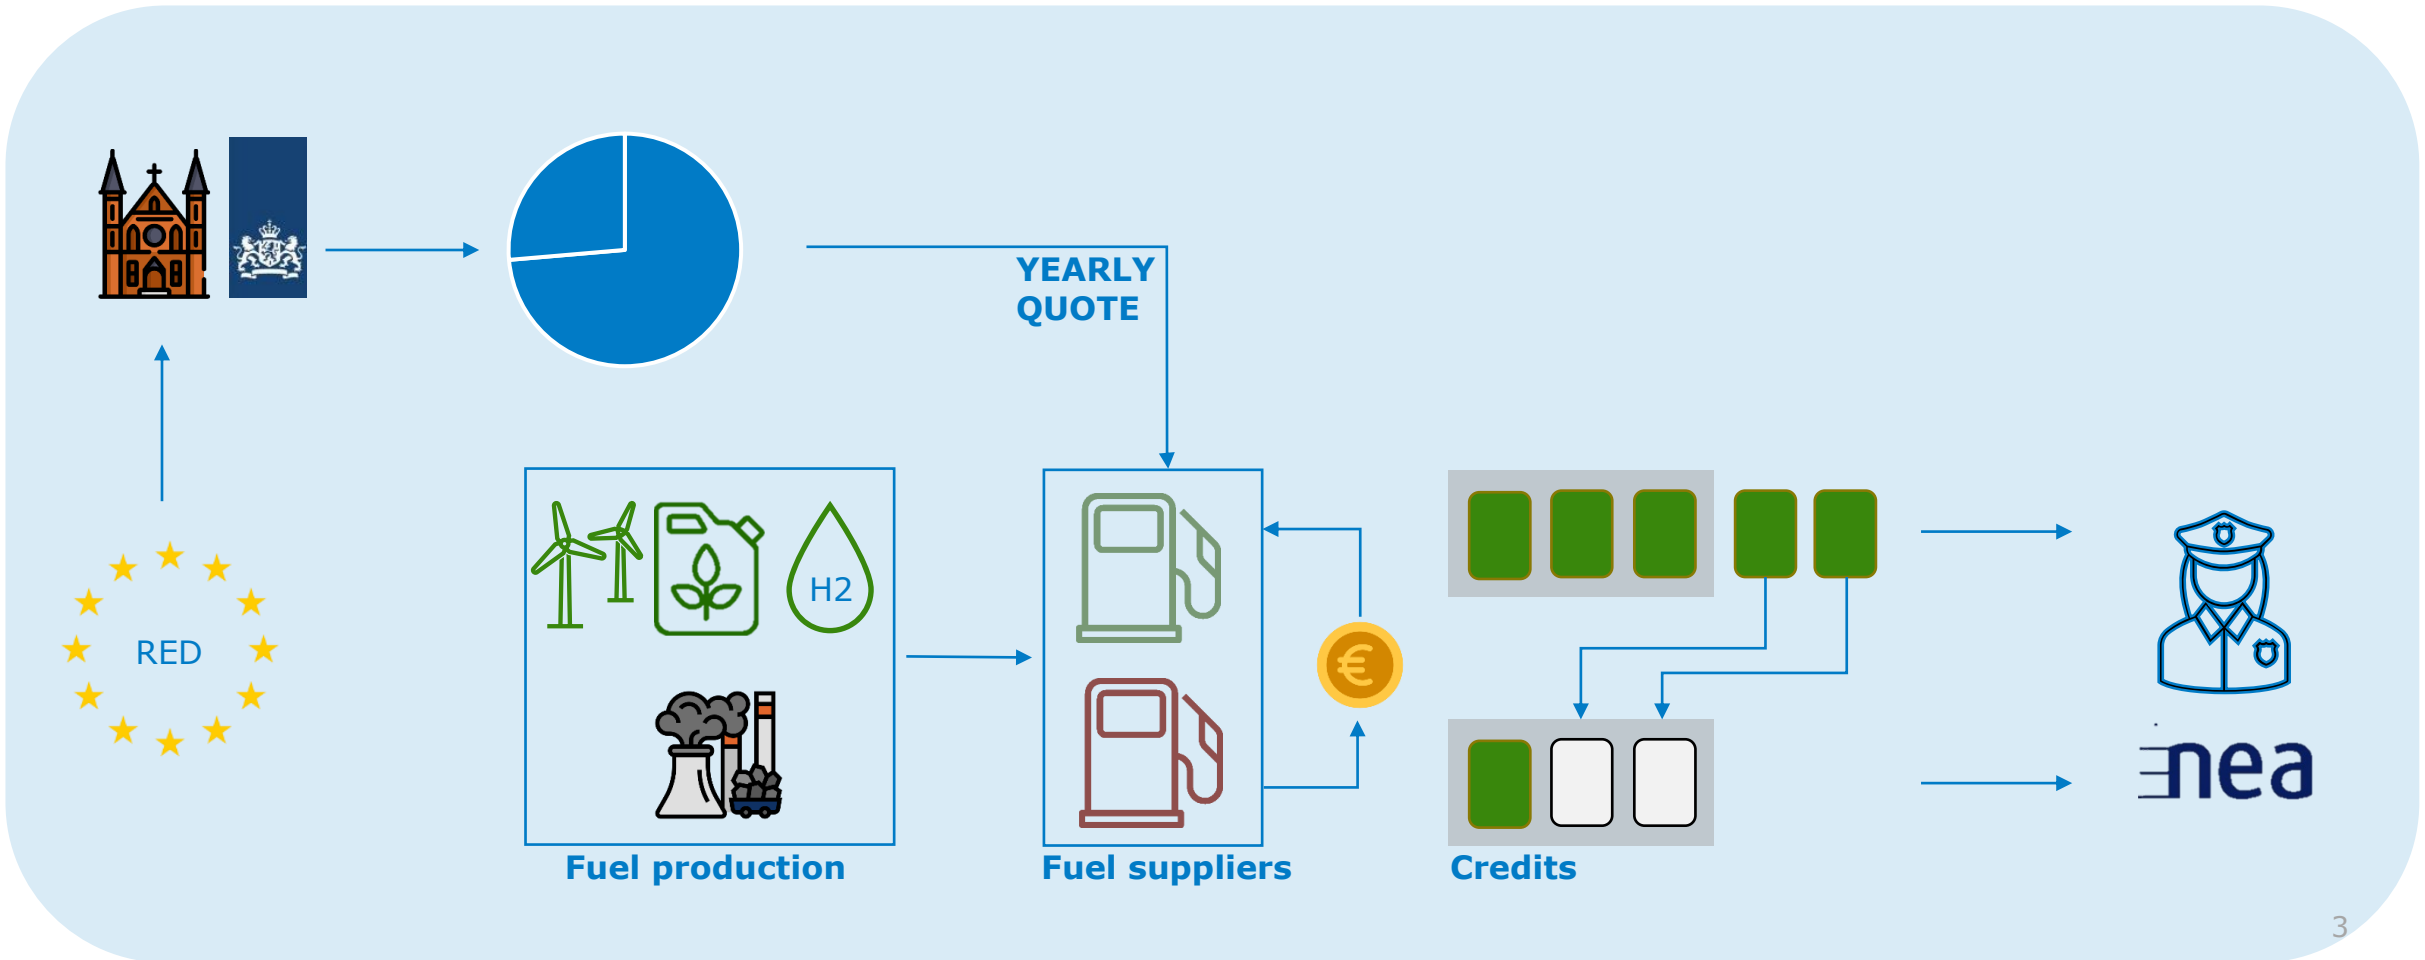 YEARLY
QUOTE
RED
H2
€
nea
Fuel production
Fuel suppliers
Credits
3